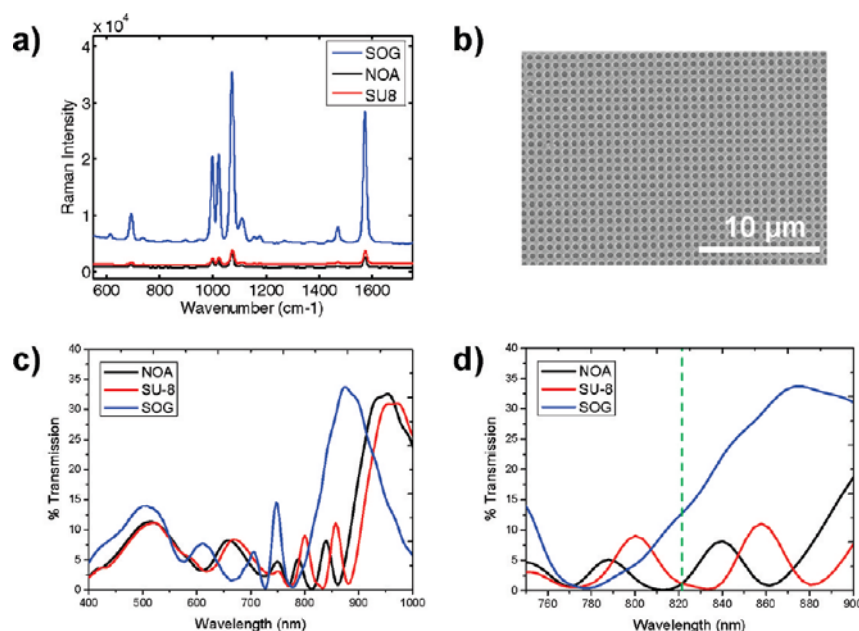 a)
x 10⁴
4
3
2
1
0
Raman Intensity
SOG
NOA
SU8
600 800 1000 1200 1400 1600
Wavenumber (cm-1)
b)
10 µm
c)
40
35
30
25
20
15
10
5
0
% Transmission
NOA
SU-8
SOG
400 500 600 700 800 900 1000
Wavelength (nm)
d)
40
35
30
25
20
15
10
5
0
% Transmission
NOA
SU-8
SOG
760 780 800 820 840 860 880 900
Wavelength (nm)